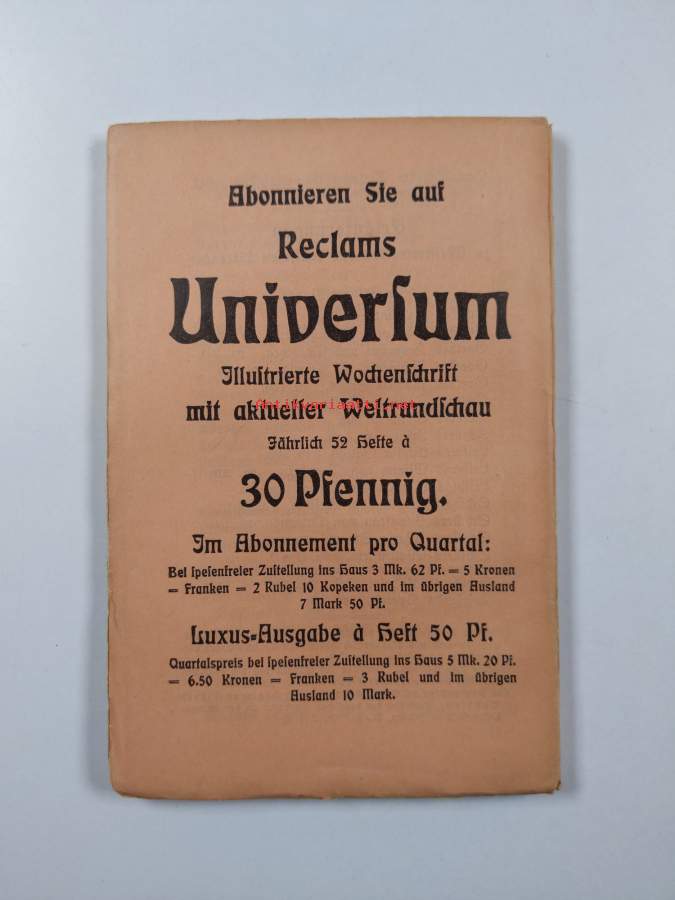 Abonnieren Sie auf
Reclams
Univerſum
Illuſtrierte Wochenſchrift
Antikvariaatti.net
mit aktueller Weltrundſchau
Jährlich 52 Hefte à
30 Pfennig.
Im Abonnement pro Quartal:
Bei ſpeſenfreier Zuſtellung ins Haus 3 Mk. 62 Pf. = 5 Kronen
= Franken = 2 Rubel 10 Kopeken und im übrigen Ausland
7 Mark 50 Pf.
Luxus-Ausgabe à Heft 50 Pf.
Quartalspreis bei ſpeſenfreier Zuſtellung ins Haus 5 Mk. 20 Pf.
= 6.50 Kronen = Franken = 3 Rubel und im übrigen
Ausland 10 Mark.